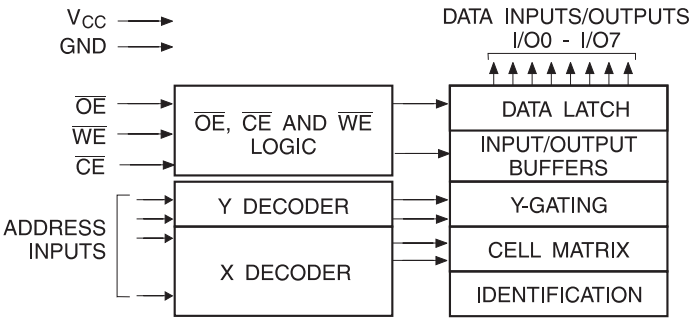 VCC
GND
OE
WE
CE
ADDRESS
INPUTS
OE, CE AND WE
LOGIC
Y DECODER
X DECODER
DATA INPUTS/OUTPUTS
I/O0 - I/O7
DATA LATCH
INPUT/OUTPUT
BUFFERS
Y-GATING
CELL MATRIX
IDENTIFICATION